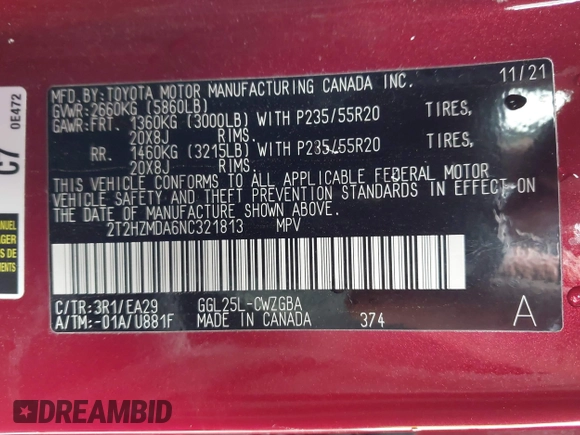 MFD.BY:TOYOTA MOTOR MANUFACTURING CANADA INC. 11/21
GVWR:2660KG (5860LB)
GAWR:FRT. 1360KG (3000LB) WITH P235/55R20 TIRES,
20X8J RIMS.
RR. 1460KG (3215LB) WITH P235/55R20 TIRES,
20X8J RIMS.
THIS VEHICLE CONFORMS TO ALL APPLICABLE FEDERAL MOTOR
VEHICLE SAFETY AND THEFT PREVENTION STANDARDS IN EFFECT ON
THE DATE OF MANUFACTURE SHOWN ABOVE.
2T2HZMDA6NC321813 MPV
C/TR:3R1/EA29 GGL25L-CWZGBA
A/TM:-01A/U881F MADE IN CANADA 374 A
0E472
C7
DREAMBID